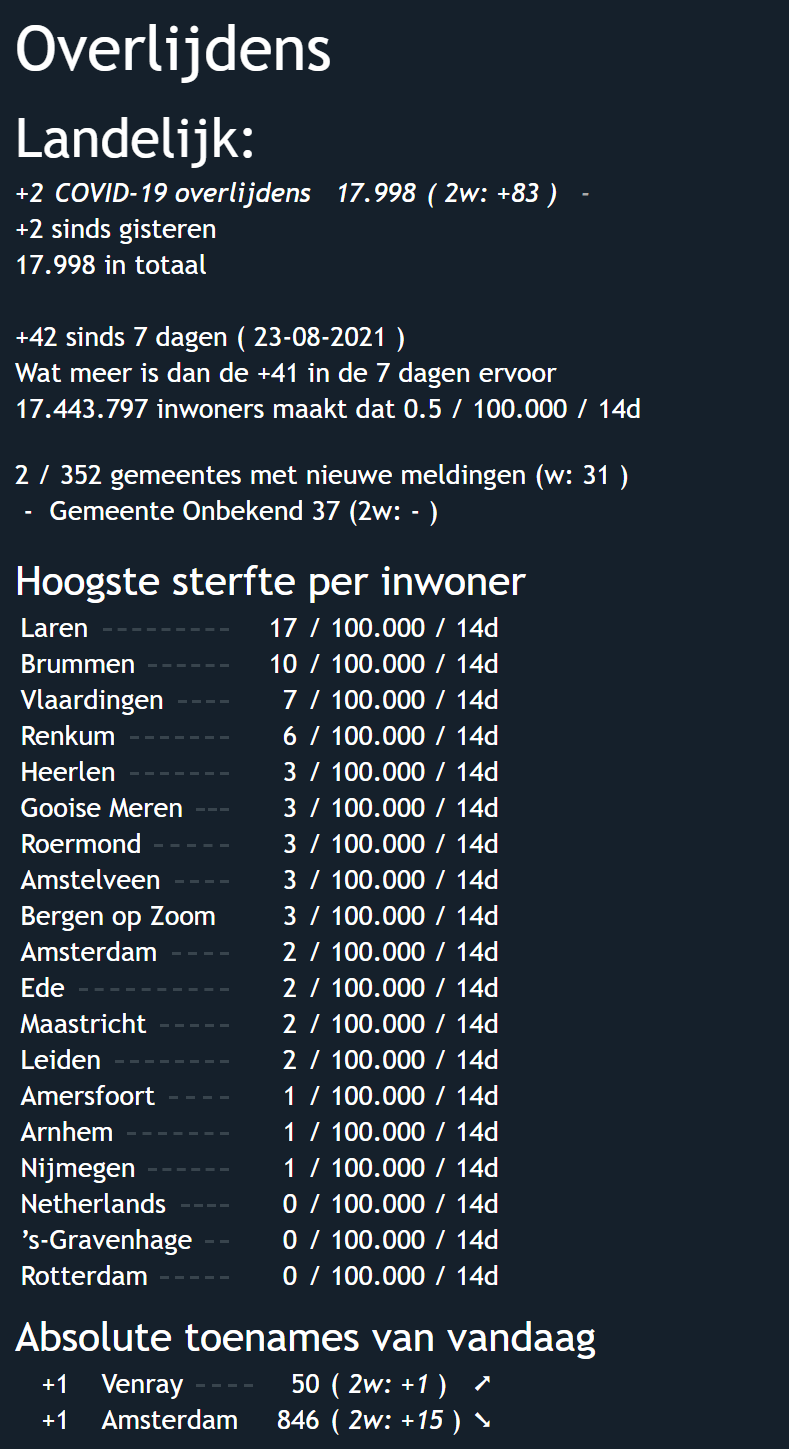 Overlijdens
Landelijk:
+2 COVID-19 overlijdens 17.998 ( 2w: +83 ) -
+2 sinds gisteren
17.998 in totaal
+42 sinds 7 dagen ( 23-08-2021 )
Wat meer is dan de +41 in de 7 dagen ervoor
17.443.797 inwoners maakt dat 0.5 / 100.000 / 14d
2 / 352 gemeentes met nieuwe meldingen (w: 31 )
- Gemeente Onbekend 37 (2w: - )
Hoogste sterfte per inwoner
Laren --------- 17 / 100.000 / 14d
Brummen ------ 10 / 100.000 / 14d
Vlaardingen ---- 7 / 100.000 / 14d
Renkum ------- 6 / 100.000 / 14d
Heerlen ------- 3 / 100.000 / 14d
Gooise Meren --- 3 / 100.000 / 14d
Roermond ----- 3 / 100.000 / 14d
Amstelveen ---- 3 / 100.000 / 14d
Bergen op Zoom 3 / 100.000 / 14d
Amsterdam ---- 2 / 100.000 / 14d
Ede ---------- 2 / 100.000 / 14d
Maastricht ----- 2 / 100.000 / 14d
Leiden -------- 2 / 100.000 / 14d
Amersfoort ---- 1 / 100.000 / 14d
Arnhem ------- 1 / 100.000 / 14d
Nijmegen ------ 1 / 100.000 / 14d
Netherlands ---- 0 / 100.000 / 14d
’s-Gravenhage -- 0 / 100.000 / 14d
Rotterdam ----- 0 / 100.000 / 14d
Absolute toenames van vandaag
+1 Venray ---- 50 ( 2w: +1 ) ➚
+1 Amsterdam 846 ( 2w: +15 ) ➘